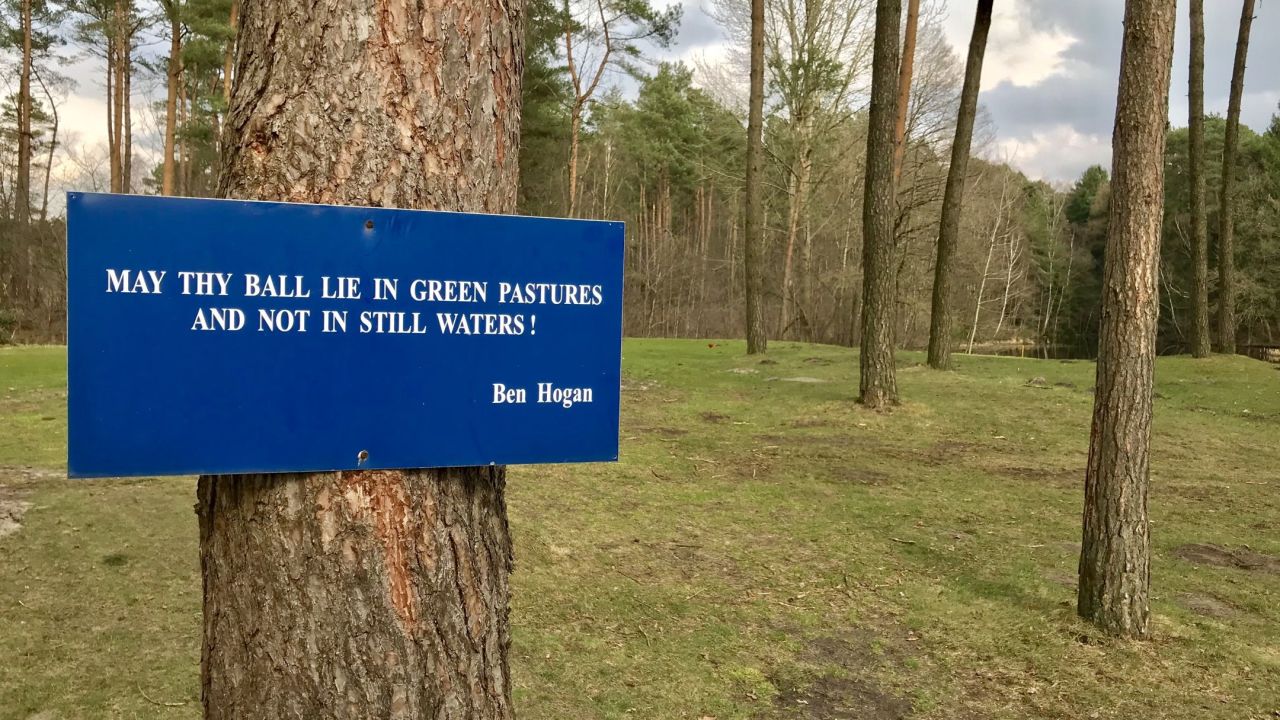 MAY THY BALL LIE IN GREEN PASTURES
AND NOT IN STILL WATERS!
Ben Hogan